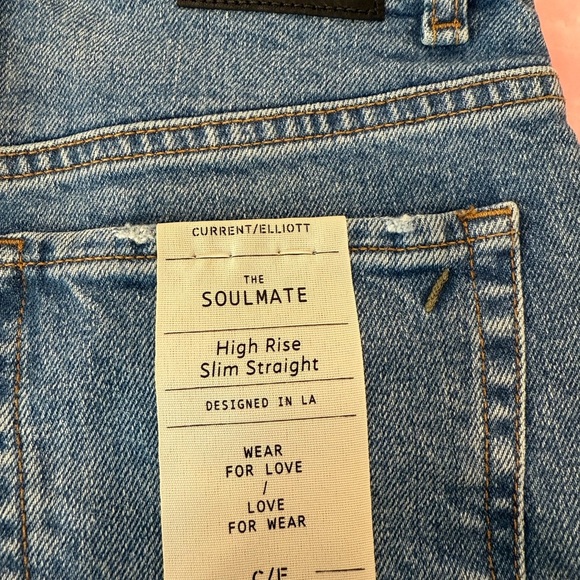 CURRENT/ELLIOTT
THE
SOULMATE
High Rise
Slim Straight
DESIGNED IN LA
WEAR
FOR LOVE
/
LOVE
FOR WEAR
C/E